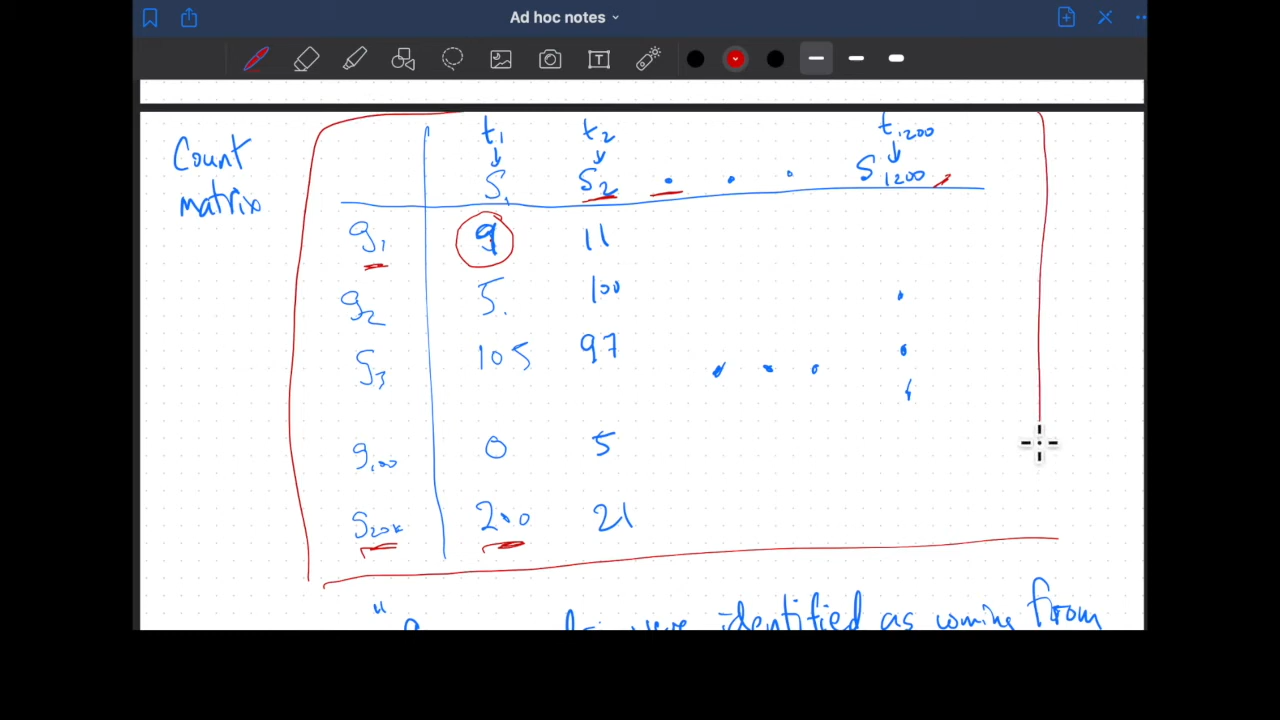 Ad hoc notes
T
Count
matrix
t1 t2 t1200
S1 S2 . . . S1200
g1 9 11
g2 5. 100
g3 105 97
g100 0 5
g20k 200 21
identified as coming from